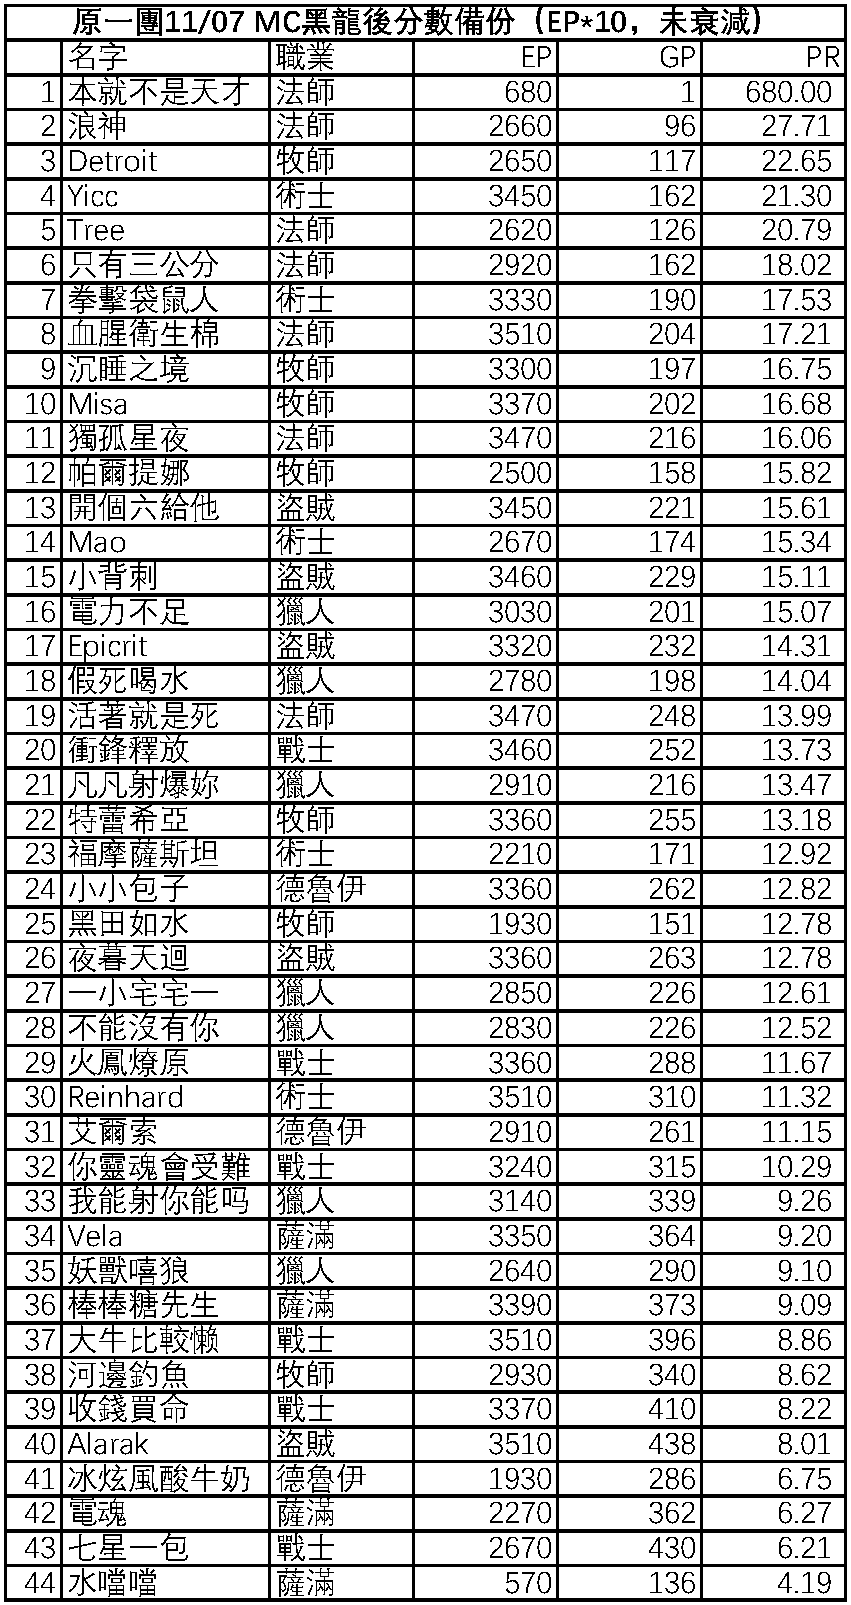 原一團11/07 MC黑龍後分數備份（EP*10，未衰減）
名字 職業 EP GP PR
1 本就不是天才 法師 680 1 680.00
2 浪神 法師 2660 96 27.71
3 Detroit 牧師 2650 117 22.65
4 Yicc 術士 3450 162 21.30
5 Tree 法師 2620 126 20.79
6 只有三公分 法師 2920 162 18.02
7 拳擊袋鼠人 術士 3330 190 17.53
8 血腥衛生棉 法師 3510 204 17.21
9 沉睡之境 牧師 3300 197 16.75
10 Misa 牧師 3370 202 16.68
11 獨孤星夜 法師 3470 216 16.06
12 帕爾提娜 牧師 2500 158 15.82
13 開個六給他 盜賊 3450 221 15.61
14 Mao 術士 2670 174 15.34
15 小背刺 盜賊 3460 229 15.11
16 電力不足 獵人 3030 201 15.07
17 Epicrit 盜賊 3320 232 14.31
18 假死喝水 獵人 2780 198 14.04
19 活著就是死 法師 3470 248 13.99
20 衝鋒釋放 戰士 3460 252 13.73
21 凡凡射爆妳 獵人 2910 216 13.47
22 特蕾希亞 牧師 3360 255 13.18
23 福摩薩斯坦 術士 2210 171 12.92
24 小小包子 德魯伊 3360 262 12.82
25 黑田如水 牧師 1930 151 12.78
26 夜暮天迴 盜賊 3360 263 12.78
27 一小宅宅一 獵人 2850 226 12.61
28 不能沒有你 獵人 2830 226 12.52
29 火鳳燎原 戰士 3360 288 11.67
30 Reinhard 術士 3510 310 11.32
31 艾爾索 德魯伊 2910 261 11.15
32 你靈魂會受難 戰士 3240 315 10.29
33 我能射你能吗 獵人 3140 339 9.26
34 Vela 薩滿 3350 364 9.20
35 妖獸嘻狼 獵人 2640 290 9.10
36 棒棒糖先生 薩滿 3390 373 9.09
37 大牛比較懶 戰士 3510 396 8.86
38 河邊釣魚 牧師 2930 340 8.62
39 收錢買命 戰士 3370 410 8.22
40 Alarak 盜賊 3510 438 8.01
41 冰炫風酸牛奶 德魯伊 1930 286 6.75
42 電魂 薩滿 2270 362 6.27
43 七星一包 戰士 2670 430 6.21
44 水噹噹 薩滿 570 136 4.19